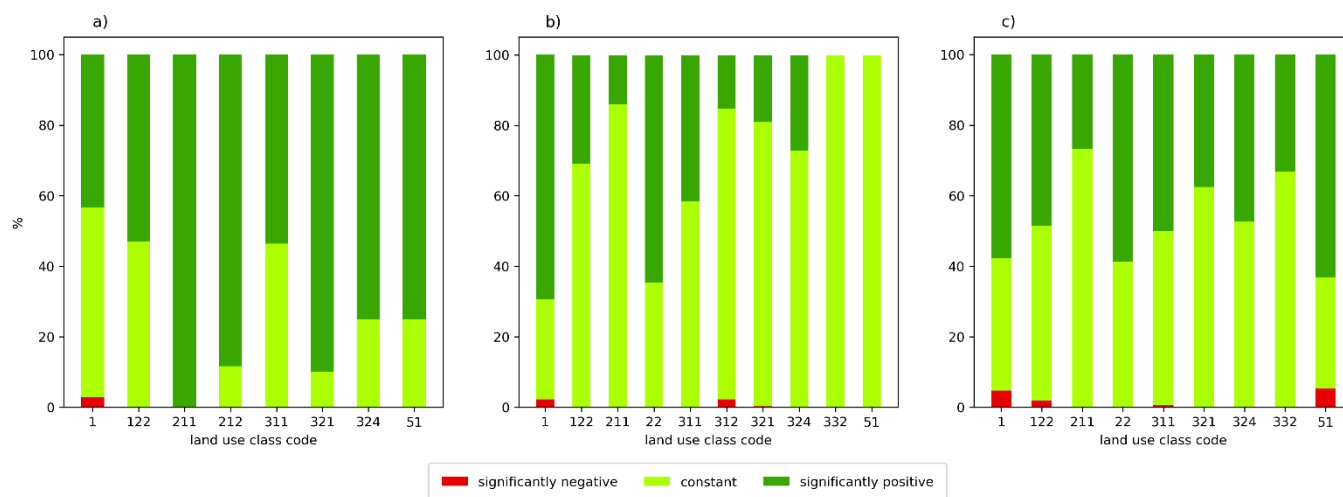 a)
100
80
60
40
20
0
%
1 122 211 212 311 321 324 51
land use class code
b)
100
80
60
40
20
0
1 122 211 22 311 312 321 324 332 51
land use class code
c)
100
80
60
40
20
0
1 122 211 22 311 321 324 332 51
land use class code
significantly negative constant significantly positive